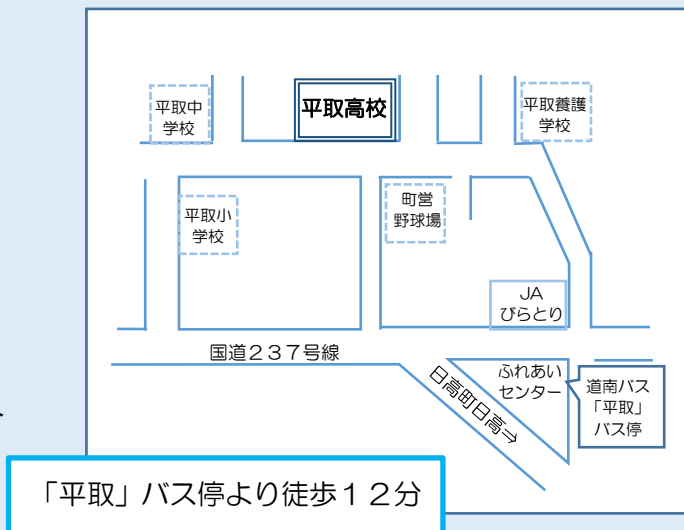 平取中
学校
平取高校
平取養護
学校
平取小
学校
町営
野球場
JA
びらとり
国道237号線
日高町日高⇒
ふれあい
センター
道南バス
「平取」
バス停
「平取」バス停より徒歩12分